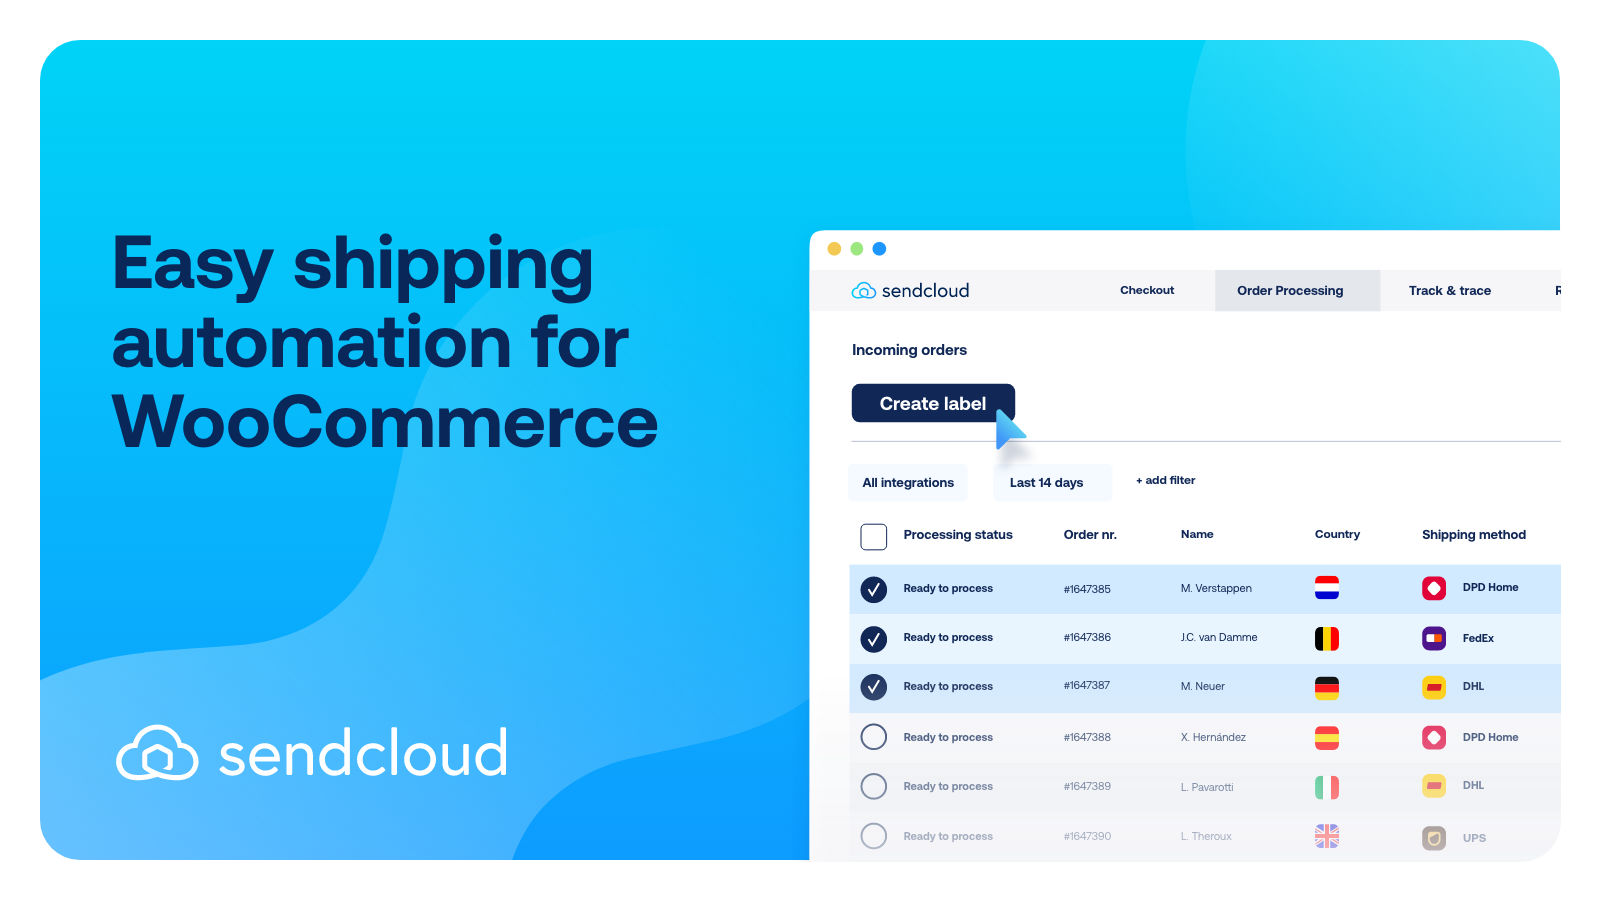 Easy shipping
automation for
WooCommerce
sendcloud
sendcloud
Checkout
Order Processing
Track & trace
Incoming orders
Create label
All integrations
Last 14 days
+ add filter
Processing status
Order nr.
Name
Country
Shipping method
Ready to process
#1647385
M. Verstappen
DPD Home
Ready to process
#1647386
J.C. van Damme
FedEx
Ready to process
#1647387
M. Neuer
DHL
Ready to process
#1647388
X. Hernández
DPD Home
Ready to process
#1647389
L. Pavarotti
DHL
Ready to process
#1647390
L. Theroux
UPS